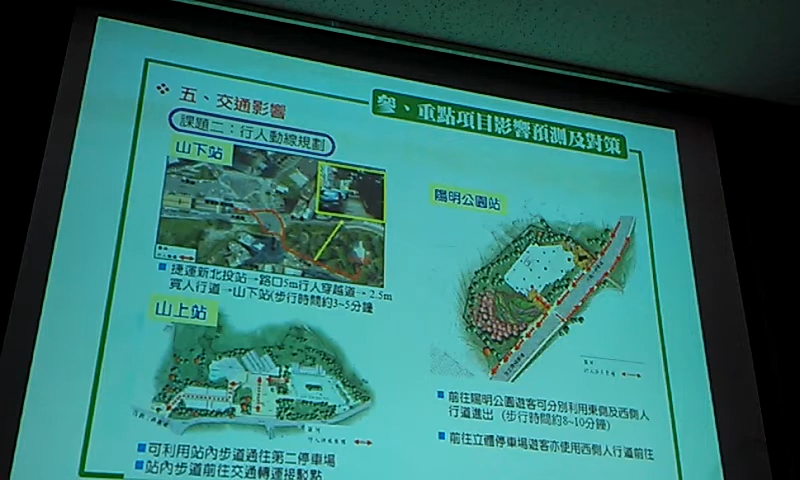 參、重點項目影響預測及對策
五、交通影響
課題二：行人動線規劃
山下站
捷運新北投站→路口5m行人穿越道→2.5m
寬人行道→山下站(步行時間約3~5分鐘
山上站
可利用站內步道通往第二停車場
站內步道前往交通轉運接駁點
陽明公園站
前往陽明公園遊客可分別利用東側及西側人
行道進出（步行時間約8~10分鐘）
前往立體停車場遊客亦使用西側人行道前往